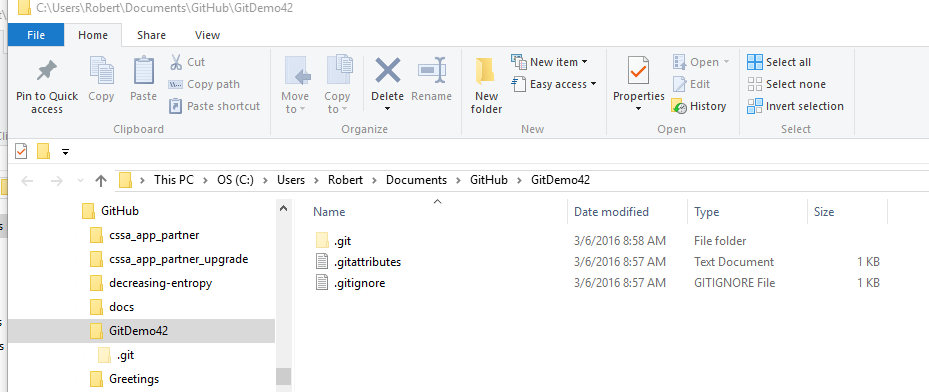 C:\Users\Robert\Documents\GitHub\GitDemo42
File Home Share View
Pin to Quick access
Copy
Paste
Cut
Copy path
Paste shortcut
Clipboard
Move to
Copy to
Delete
Rename
Organize
New folder
New item
Easy access
New
Properties
Open
Edit
History
Open
Select all
Select none
Invert selection
Select
This PC > OS (C:) > Users > Robert > Documents > GitHub > GitDemo42
GitHub
cssa_app_partner
cssa_app_partner_upgrade
decreasing-entropy
docs
GitDemo42
.git
Greetings
Name Date modified Type Size
.git 3/6/2016 8:58 AM File folder
.gitattributes 3/6/2016 8:57 AM Text Document 1 KB
.gitignore 3/6/2016 8:57 AM GITIGNORE File 1 KB